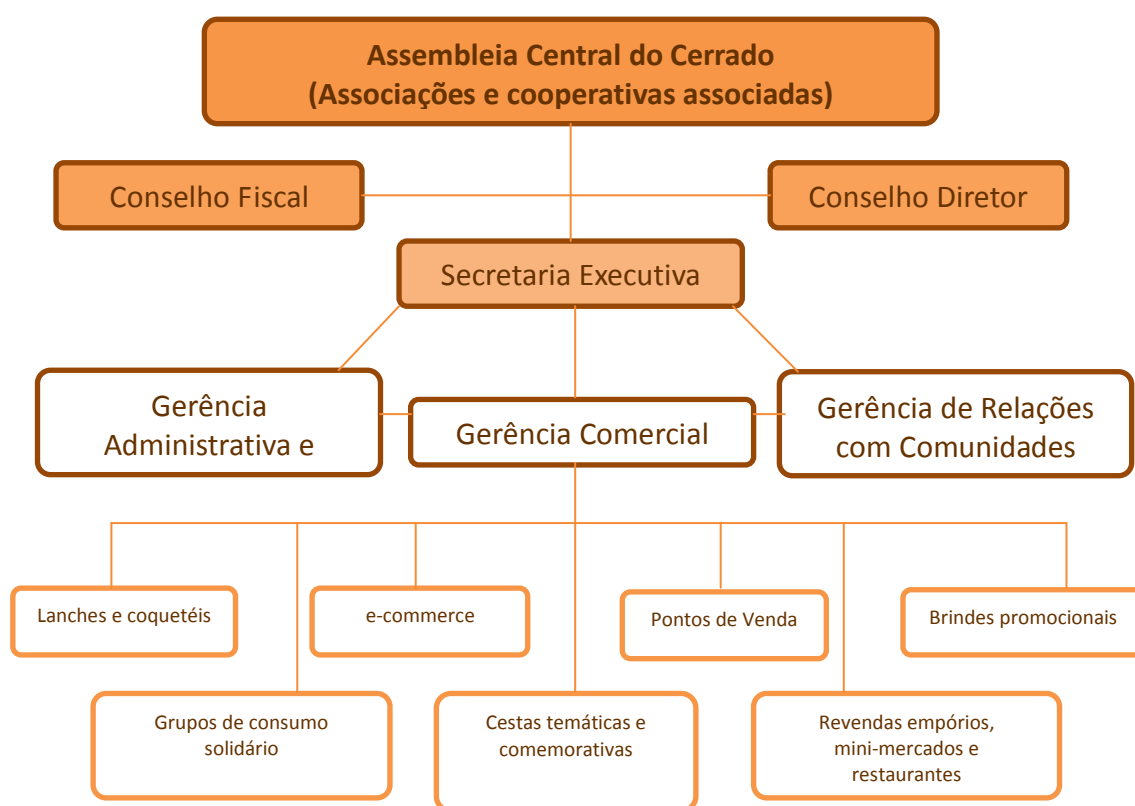 Assembleia Central do Cerrado
(Associações e cooperativas associadas)
Conselho Fiscal
Conselho Diretor
Secretaria Executiva
Gerência
Administrativa e
Gerência Comercial
Gerência de Relações
com Comunidades
Lanches e coquetéis
e-commerce
Pontos de Venda
Brindes promocionais
Grupos de consumo
solidário
Cestas temáticas e
comemorativas
Revendas empórios,
mini-mercados e
restaurantes